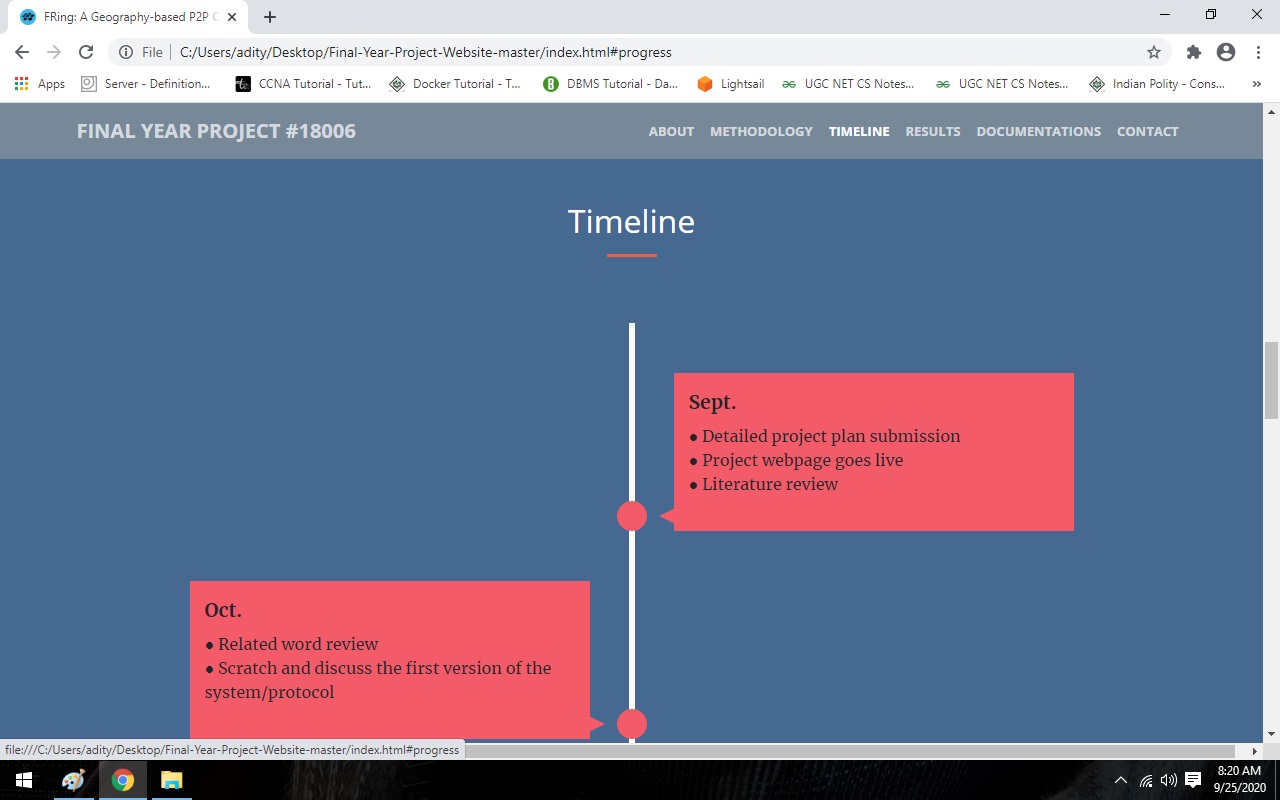 FRing: A Geography-based P2P C
File
C:/Users/adity/Desktop/Final-Year-Project-Website-master/index.html#progress
Apps
Server - Definition...
CCNA Tutorial - Tut...
Docker Tutorial - T...
DBMS Tutorial - Da...
Lightsail
UGC NET CS Notes...
UGC NET CS Notes...
Indian Polity - Cons...
»
FINAL YEAR PROJECT #18006
ABOUT
METHODOLOGY
TIMELINE
RESULTS
DOCUMENTATIONS
CONTACT
Timeline
Sept.
● Detailed project plan submission
● Project webpage goes live
● Literature review
Oct.
● Related word review
● Scratch and discuss the first version of the
system/protocol
file:///C:/Users/adity/Desktop/Final-Year-Project-Website-master/index.html#progress
8:20 AM
9/25/2020